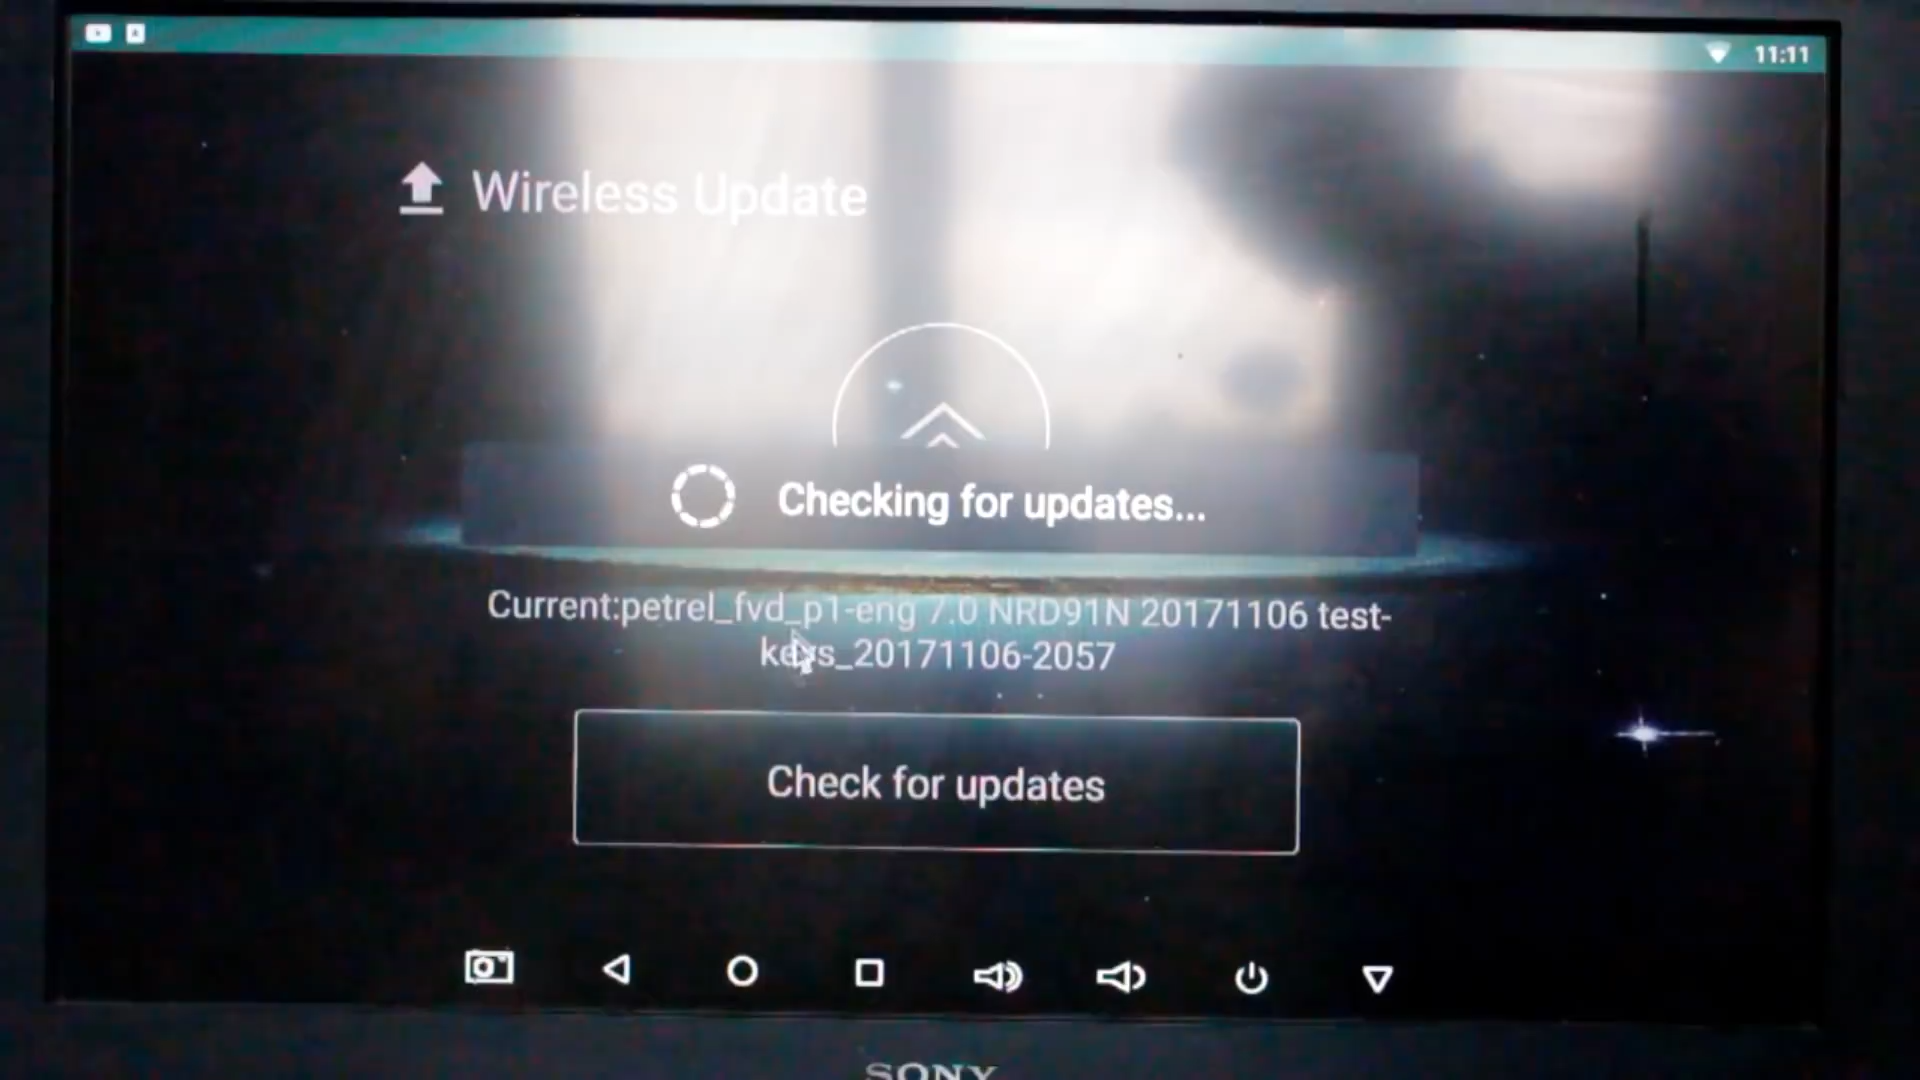 11:11
Wireless Update
Checking for updates...
Current:petrel_fvd_p1-eng 7.0 NRD91N 20171106 test-
keys_20171106-2057
Check for updates
SONY